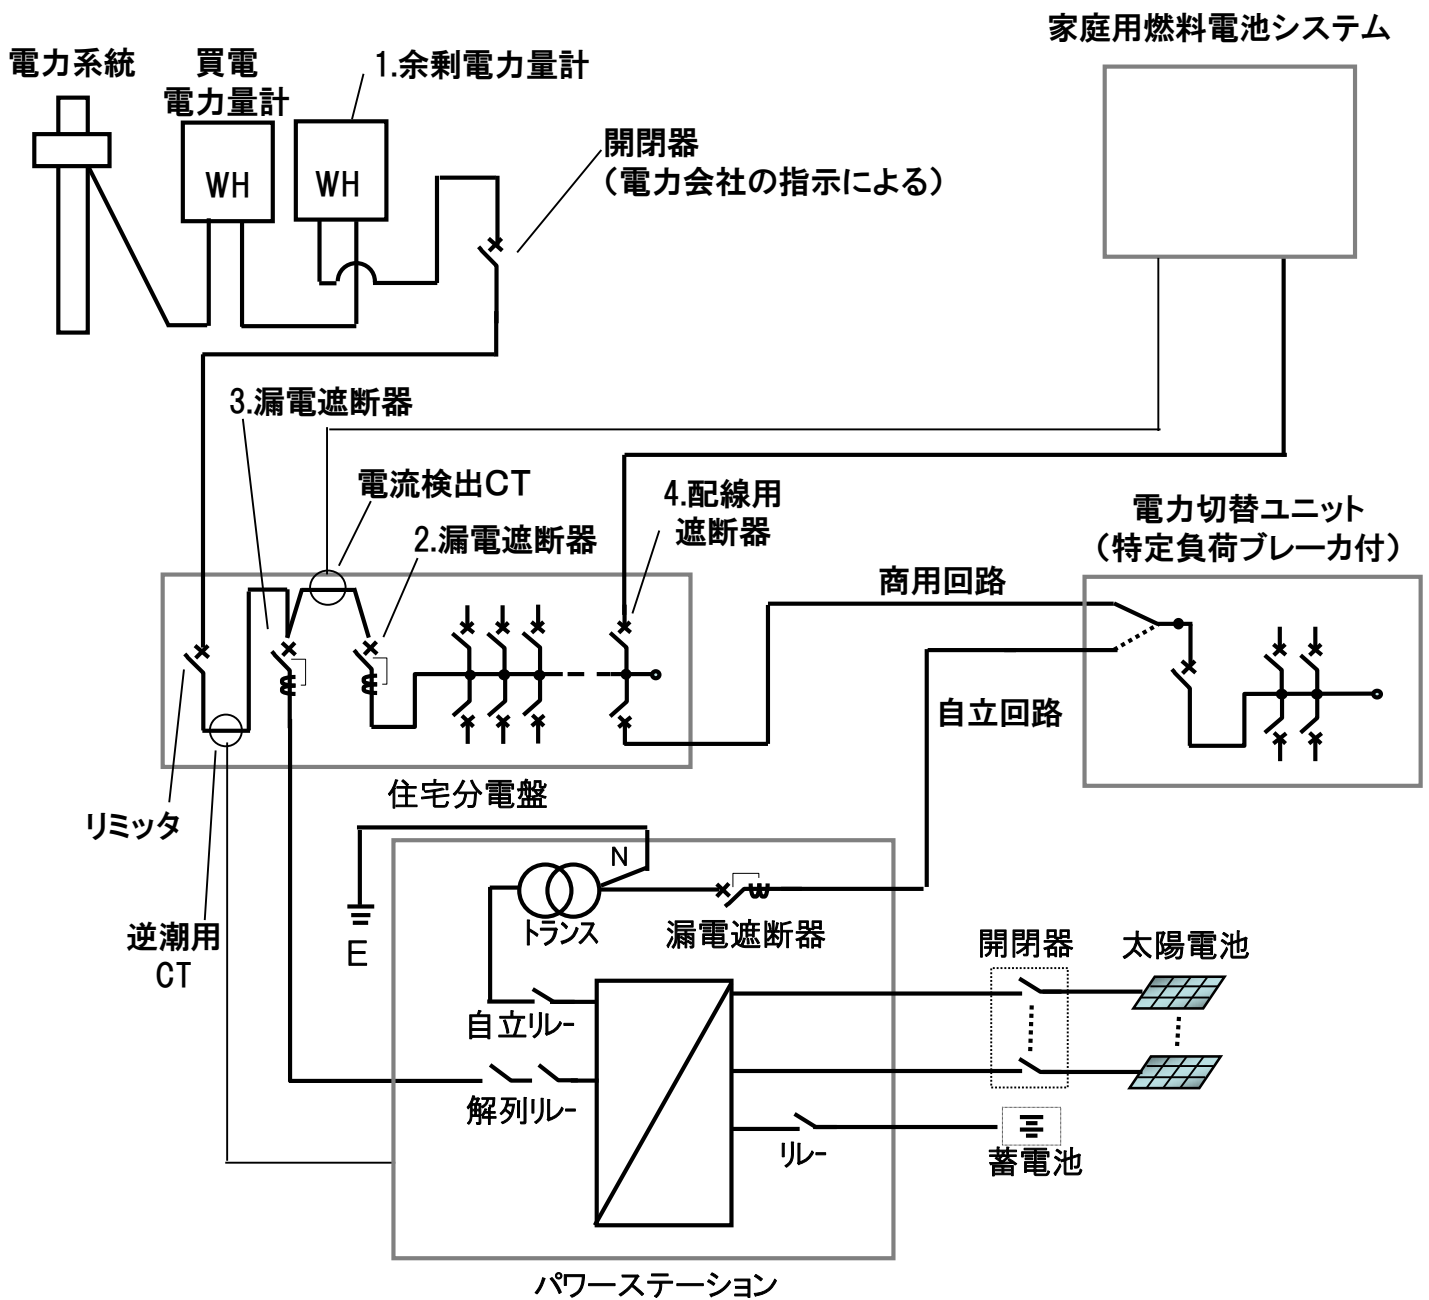 家庭用燃料電池システム
電力系統
買電
電力量計
1.余剰電力量計
開閉器
（電力会社の指示による）
WH
WH
3.漏電遮断器
電流検出CT
2.漏電遮断器
4.配線用
遮断器
電力切替ユニット
（特定負荷ブレーカ付）
商用回路
自立回路
住宅分電盤
リミッタ
逆潮用
CT
N
E
トランス
漏電遮断器
開閉器
太陽電池
自立リレー
解列リレー
リレー
蓄電池
パワーステーション